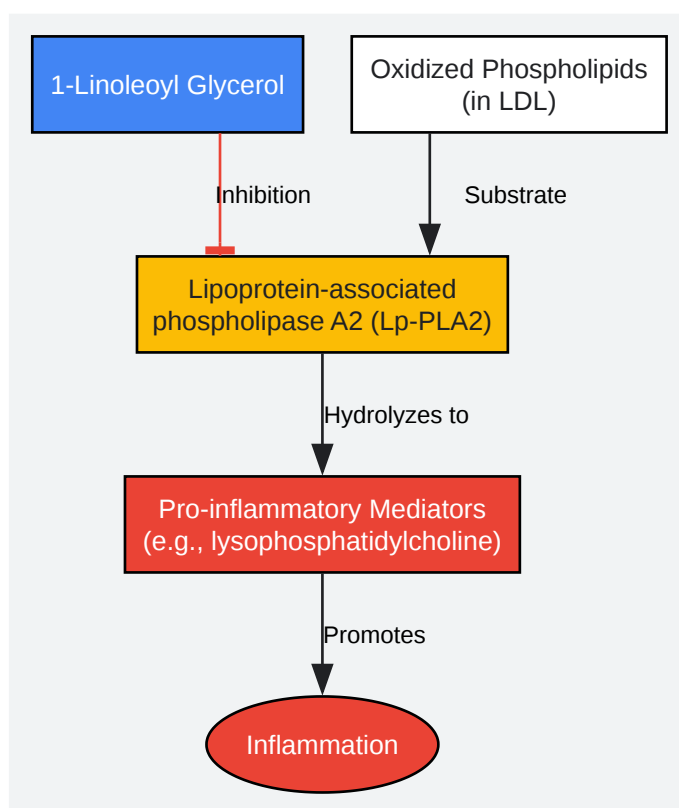 1-Linoleoyl Glycerol
Oxidized Phospholipids
(in LDL)
Inhibition
Substrate
Lipoprotein-associated
phospholipase A2 (Lp-PLA2)
Hydrolyzes to
Pro-inflammatory Mediators
(e.g., lysophosphatidylcholine)
Promotes
Inflammation